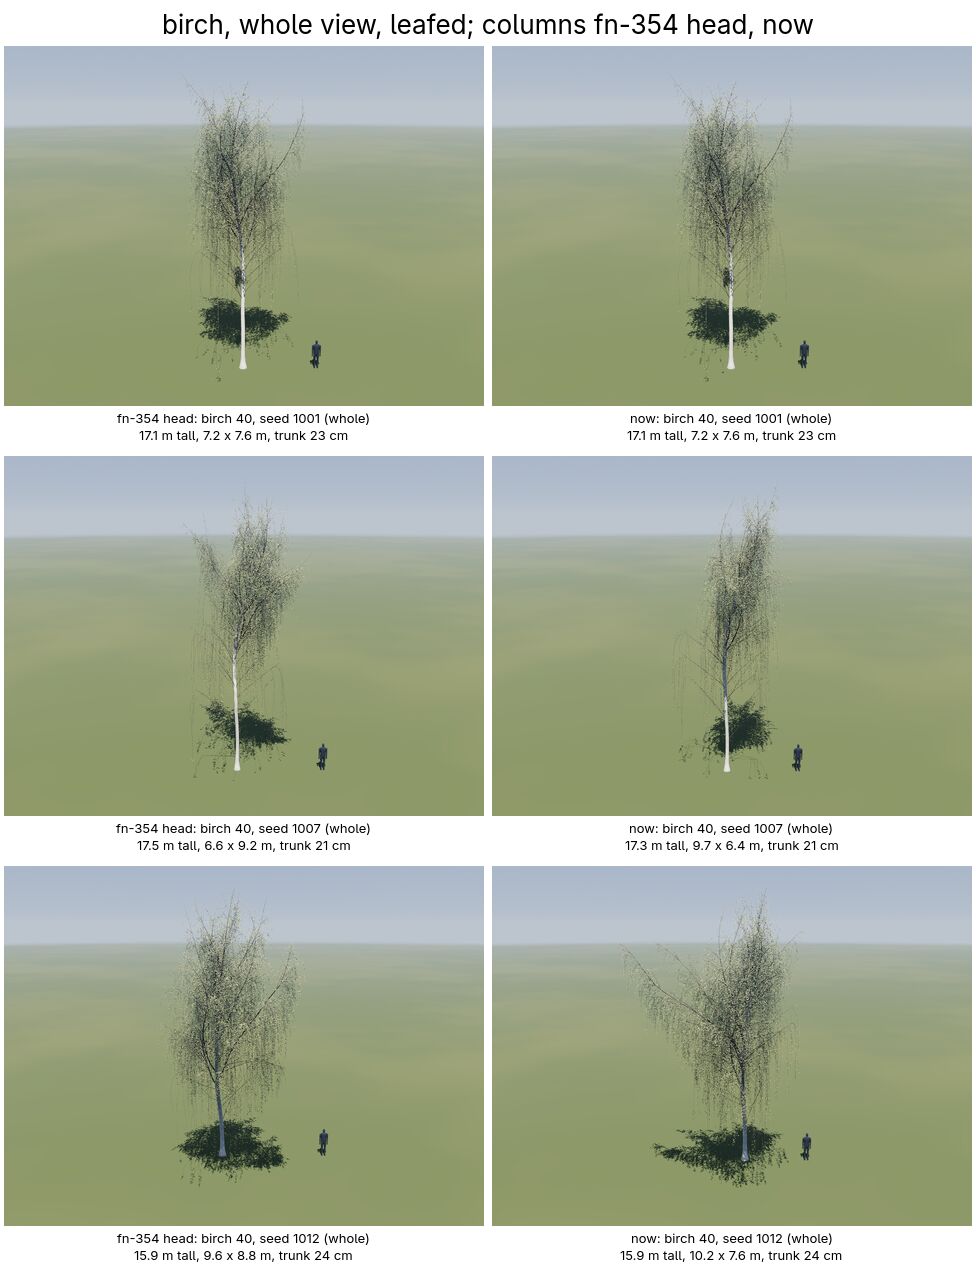 birch, whole view, leafed; columns fn-354 head, now
fn-354 head: birch 40, seed 1001 (whole)
17.1 m tall, 7.2 x 7.6 m, trunk 23 cm
now: birch 40, seed 1001 (whole)
17.1 m tall, 7.2 x 7.6 m, trunk 23 cm
fn-354 head: birch 40, seed 1007 (whole)
17.5 m tall, 6.6 x 9.2 m, trunk 21 cm
now: birch 40, seed 1007 (whole)
17.3 m tall, 9.7 x 6.4 m, trunk 21 cm
fn-354 head: birch 40, seed 1012 (whole)
15.9 m tall, 9.6 x 8.8 m, trunk 24 cm
now: birch 40, seed 1012 (whole)
15.9 m tall, 10.2 x 7.6 m, trunk 24 cm